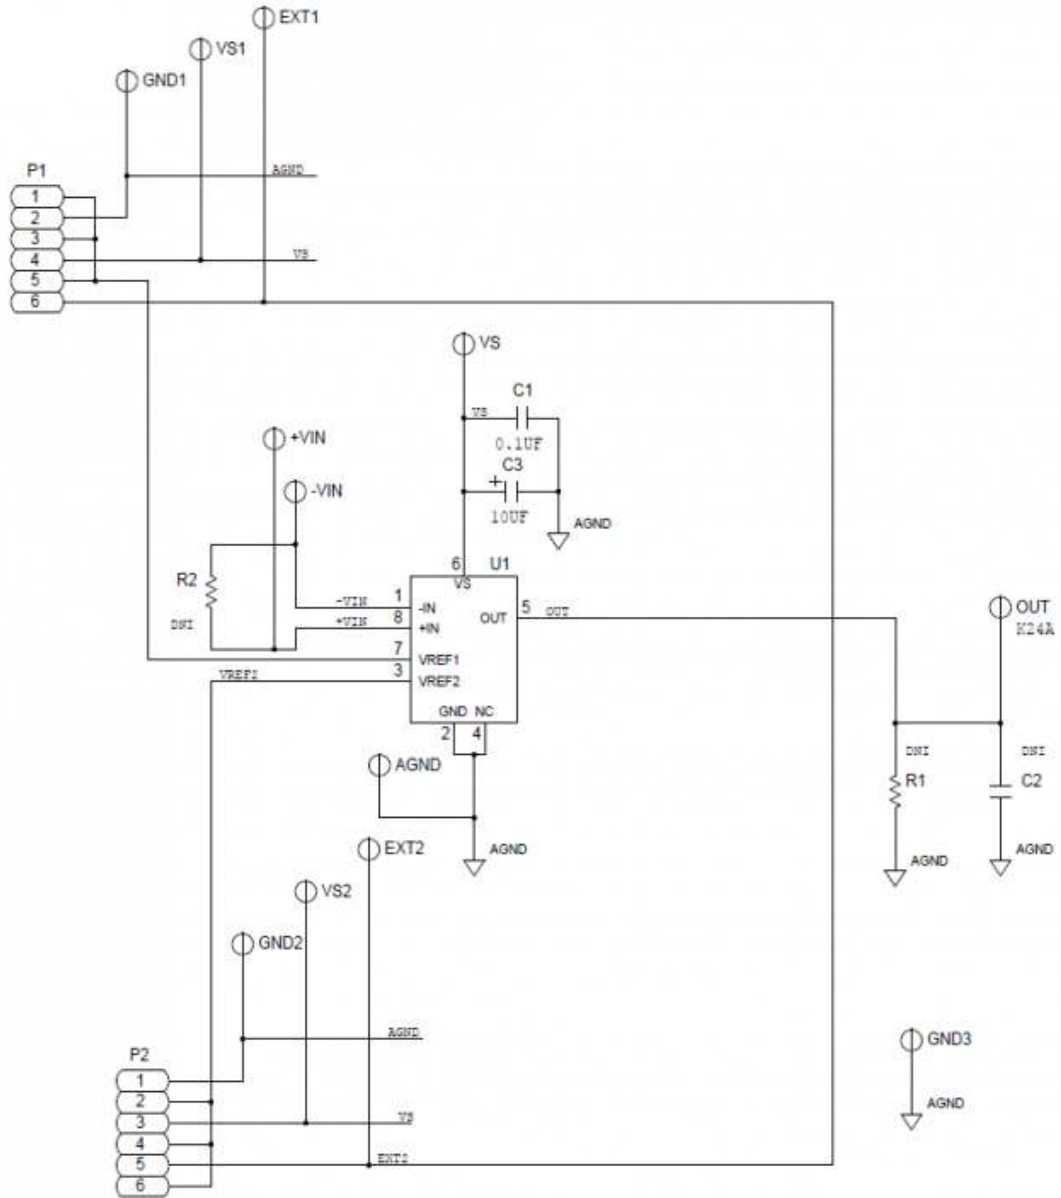 EXT1
VS1
GND1
AGND
P1
1
2
3
4
5
6
VS
VS
VS
C1
0.1UF
+VIN
C3
+
10UF
-VIN
AGND
6
U1
VS
R2
DNI
1
-VIN
-IN
8
+VIN
+IN
OUT
5
OUT
OUT
K24A
7
VREF1
3
VREF2
VREF2
GND NC
2
4
AGND
DNI
R1
AGND
DNI
C2
AGND
AGND
EXT2
VS2
GND2
AGND
P2
1
2
3
4
5
6
VS
EXT2
GND3
AGND